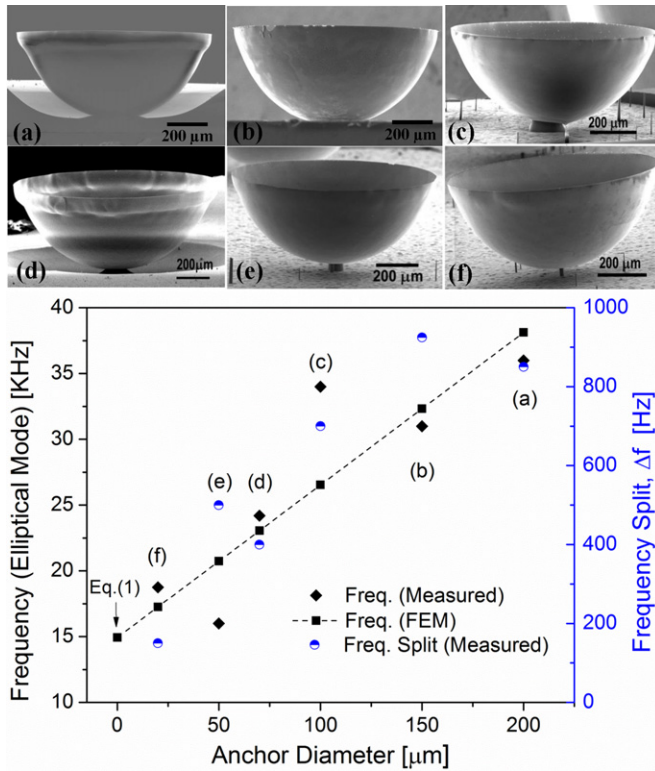 (a)
200 µm
(b)
200 µm
(c)
200 µm
(d)
200µm
(e)
200 µm
(f)
200 µm
Frequency (Elliptical Mode) [KHz]
40
35
30
25
20
15
10
Frequency Split, Δf [Hz]
1000
800
600
400
200
0
(c)
(a)
(b)
(e)
(d)
(f)
Eq.(1)
Freq. (Measured)
Freq. (FEM)
Freq. Split (Measured)
0 50 100 150 200
Anchor Diameter [µm]